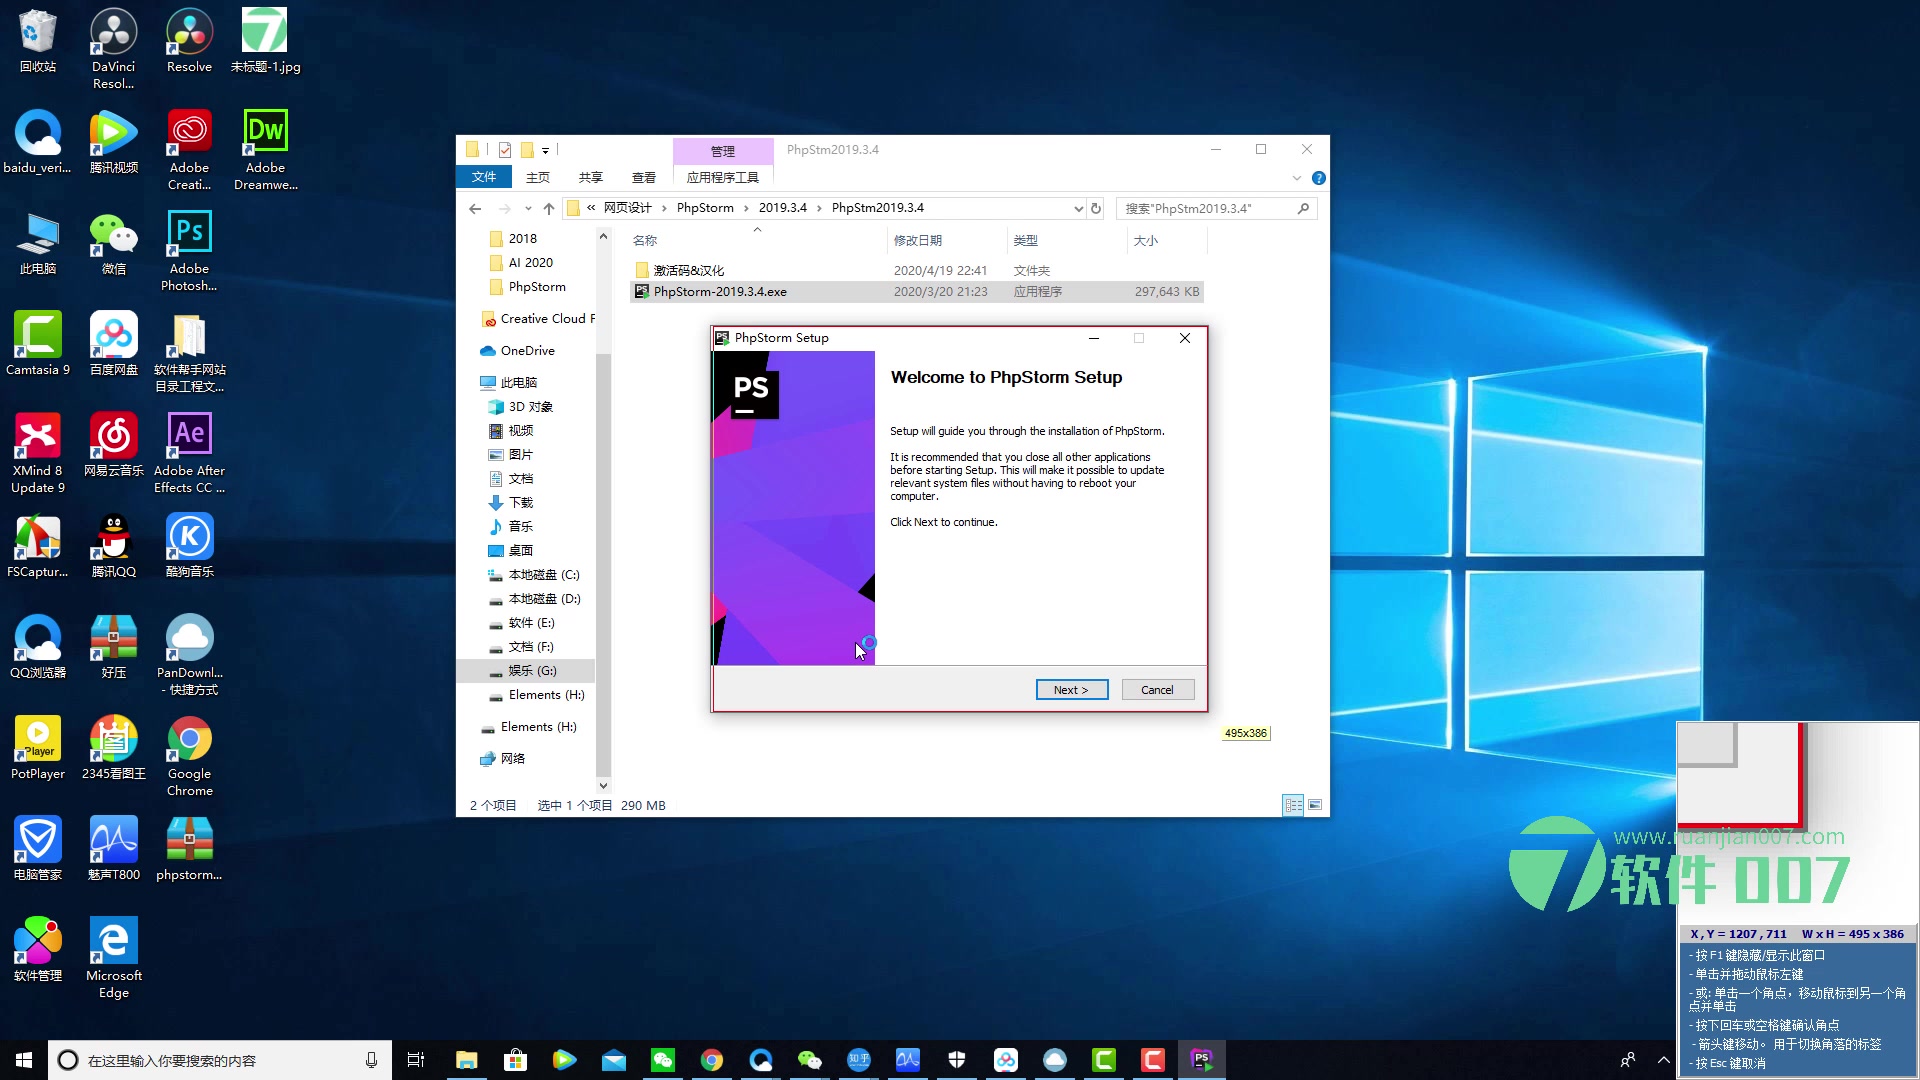 回收站
DaVinci
Resol...
Resolve
未标题-1.jpg
baidu_veri...
腾讯视频
Adobe
Creati...
Dw
Adobe
Dreamwe...
此电脑
微信
Ps
Adobe
Photosh...
Camtasia 9
百度网盘
软件帮手网站
目录工程文...
XMind 8
Update 9
网易云音乐
Ae
Adobe After
Effects CC ...
FSCaptur...
腾讯QQ
K
酷狗音乐
QQ浏览器
好压
PanDownl...
- 快捷方式
Player
PotPlayer
2345看图王
Google
Chrome
电脑管家
魅声T800
phpstorm...
软件管理
Microsoft
Edge
管理
PhpStm2019.3.4
文件
主页
共享
查看
应用程序工具
« 网页设计 › PhpStorm › 2019.3.4 › PhpStm2019.3.4
搜索"PhpStm2019.3.4"
2018
AI 2020
PhpStorm
Creative Cloud F
OneDrive
此电脑
3D 对象
视频
图片
文档
下载
音乐
桌面
本地磁盘 (C:)
本地磁盘 (D:)
软件 (E:)
文档 (F:)
娱乐 (G:)
Elements (H:)
Elements (H:)
网络
名称 修改日期 类型 大小
激活码&汉化 2020/4/19 22:41 文件夹
PhpStorm-2019.3.4.exe 2020/3/20 21:23 应用程序 297,643 KB
PhpStorm Setup
PS
Welcome to PhpStorm Setup
Setup will guide you through the installation of PhpStorm.
It is recommended that you close all other applications
before starting Setup. This will make it possible to update
relevant system files without having to reboot your
computer.
Click Next to continue.
Next >
Cancel
495x386
2 个项目 选中 1 个项目 290 MB
www.ruanjian007.com
软件 007
X , Y = 1207 , 711 W x H = 495 x 386
- 按 F1 键隐藏/显示此窗口
- 单击并拖动鼠标左键
- 或: 单击一个角点，移动鼠标到另一个角
点并单击
- 按下回车或空格键确认角点
- 箭头键移动。 用于切换角落的标签
- 按 Esc 键取消
在这里输入你要搜索的内容
知乎
PS